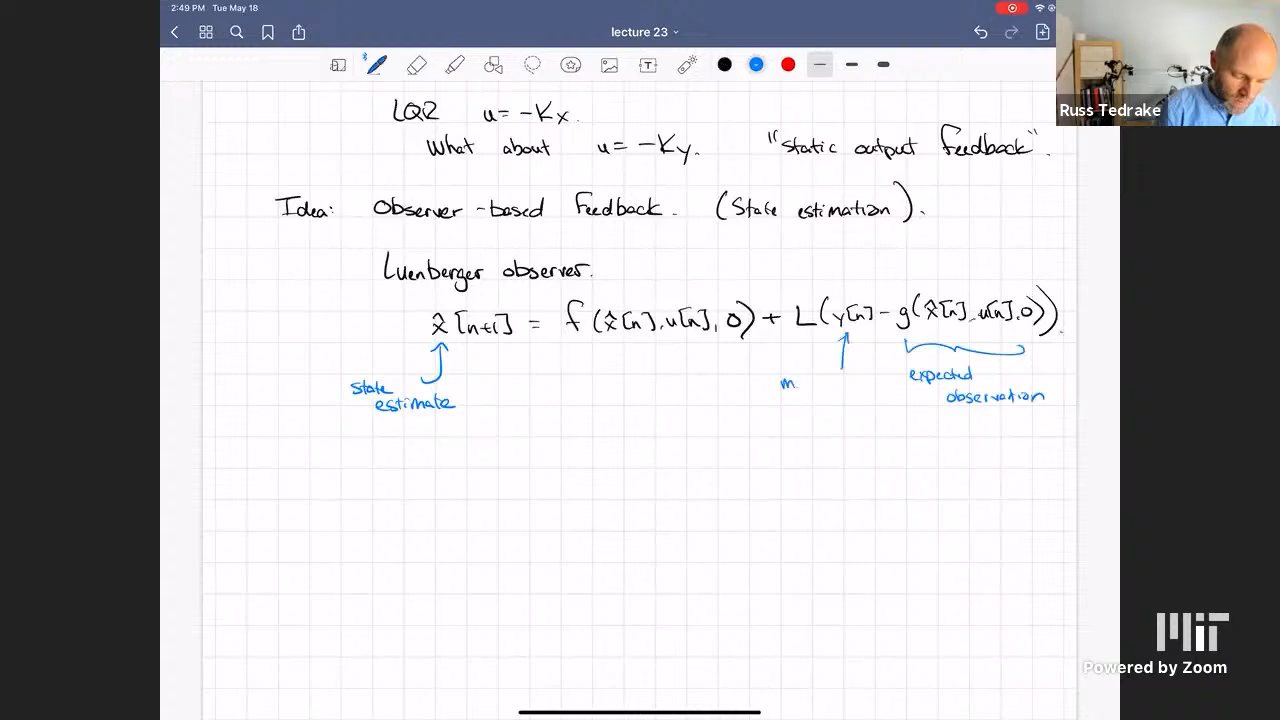 2:49 PM Tue May 18
lecture 23
Russ Tedrake
LQR u = -Kx.
What about u = -Ky. "static output feedback".
Idea: Observer-based feedback. (State estimation).
Luenberger observer.
x̂[n+1] = f(x̂[n], u[n], 0) + L(y[n] - g(x̂[n], u[n], 0)).
state estimate
m
expected observation
MIT
Powered by Zoom